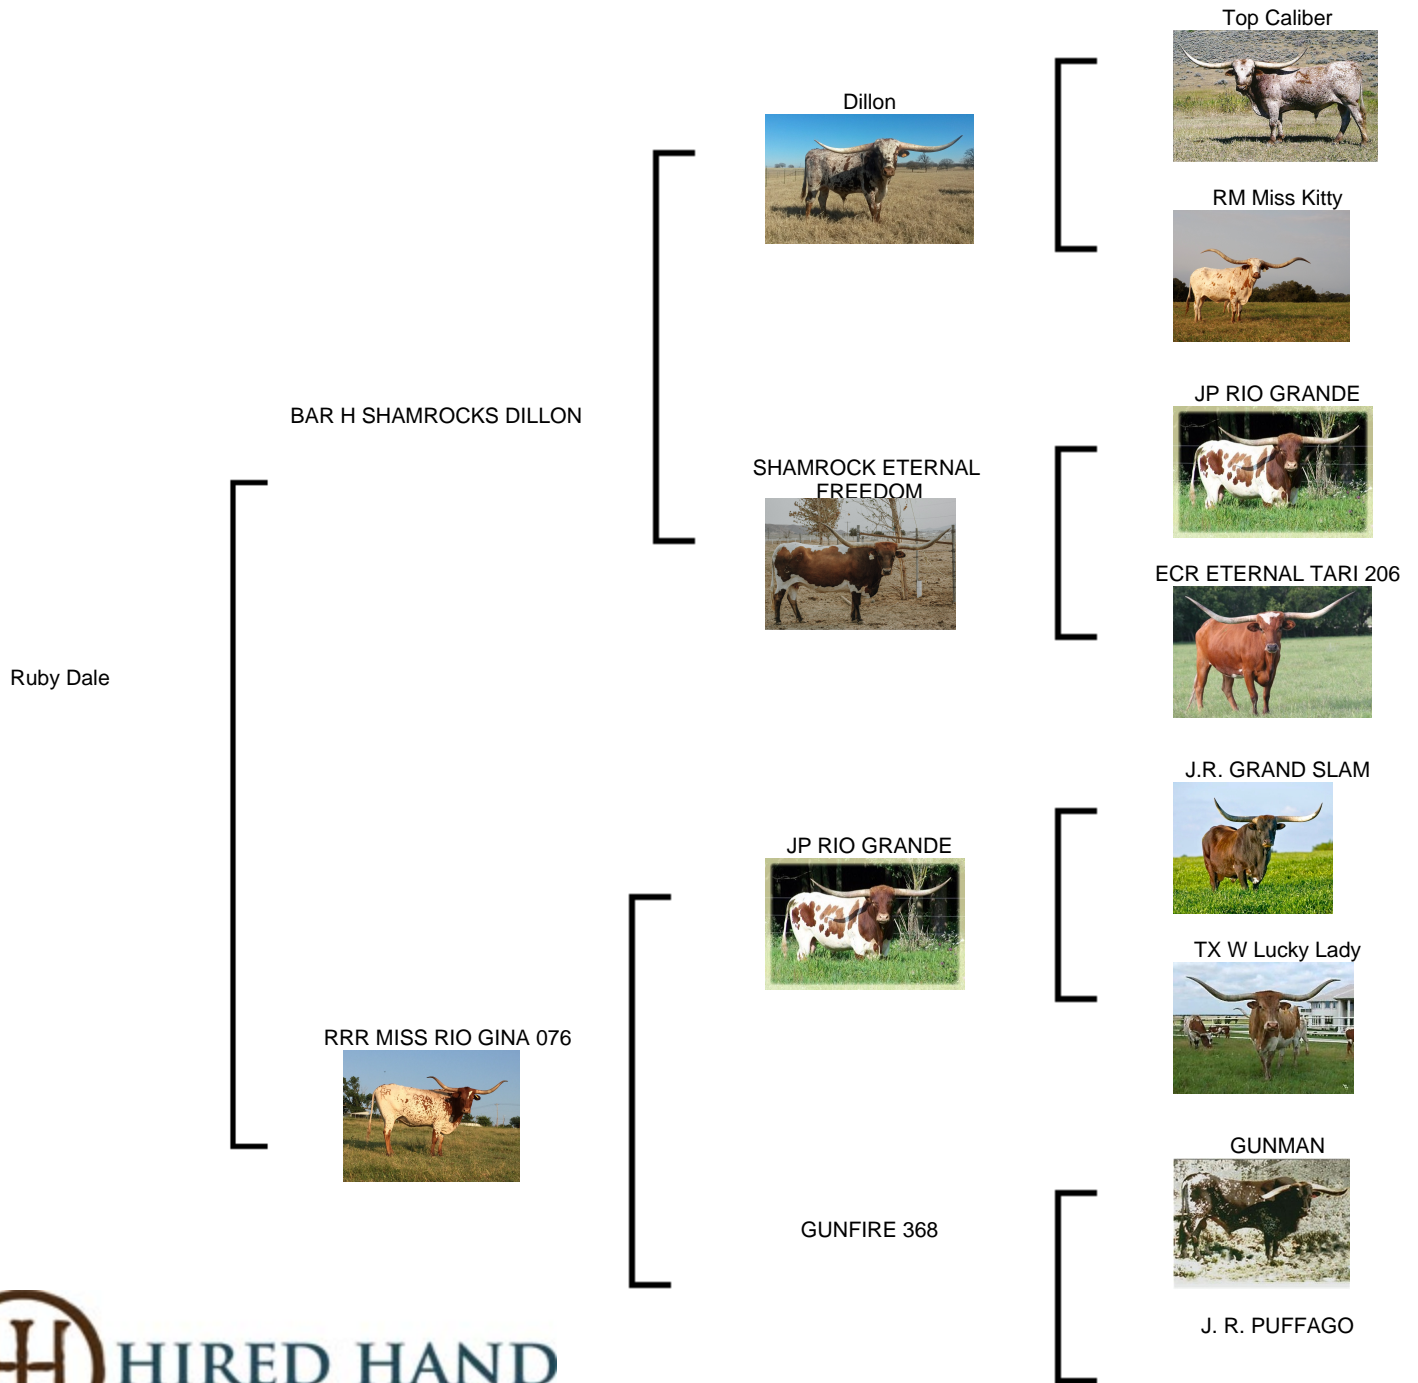 Top Caliber
Dillon
RM Miss Kitty
JP RIO GRANDE
BAR H SHAMROCKS DILLON
SHAMROCK ETERNAL
FREEDOM
ECR ETERNAL TARI 206
Ruby Dale
J.R. GRAND SLAM
JP RIO GRANDE
TX W Lucky Lady
RRR MISS RIO GINA 076
GUNMAN
GUNFIRE 368
J. R. PUFFAGO
HIRED HAND